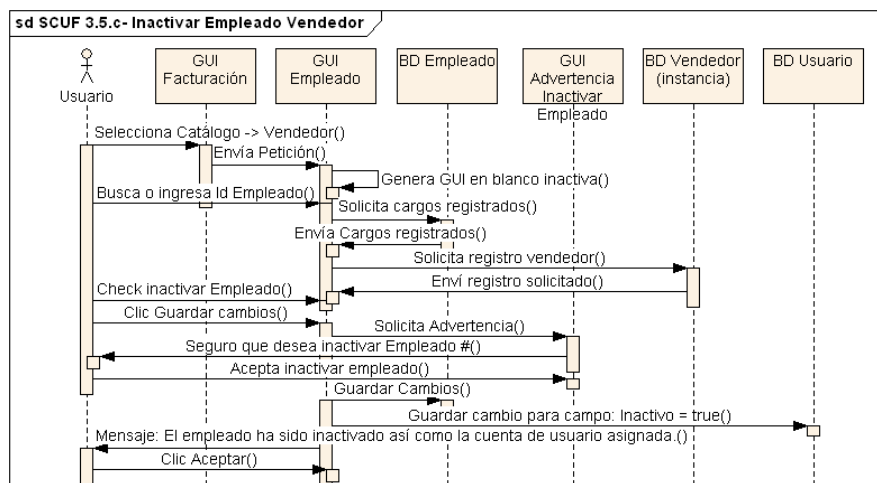 sd SCUF 3.5.c- Inactivar Empleado Vendedor
Usuario
GUI
Facturación
GUI
Empleado
BD Empleado
GUI
Advertencia
Inactivar
Empleado
BD Vendedor
(instancia)
BD Usuario
Selecciona Catálogo -> Vendedor()
Envía Petición()
Genera GUI en blanco inactiva()
Busca o ingresa Id Empleado()
Solicita cargos registrados()
Envía Cargos registrados()
Solicita registro vendedor()
Enví registro solicitado()
Check inactivar Empleado()
Clic Guardar cambios()
Solicita Advertencia()
Seguro que desea inactivar Empleado #()
Acepta inactivar empleado()
Guardar Cambios()
Guardar cambio para campo: Inactivo = true()
Mensaje: El empleado ha sido inactivado así como la cuenta de usuario asignada.()
Clic Aceptar()